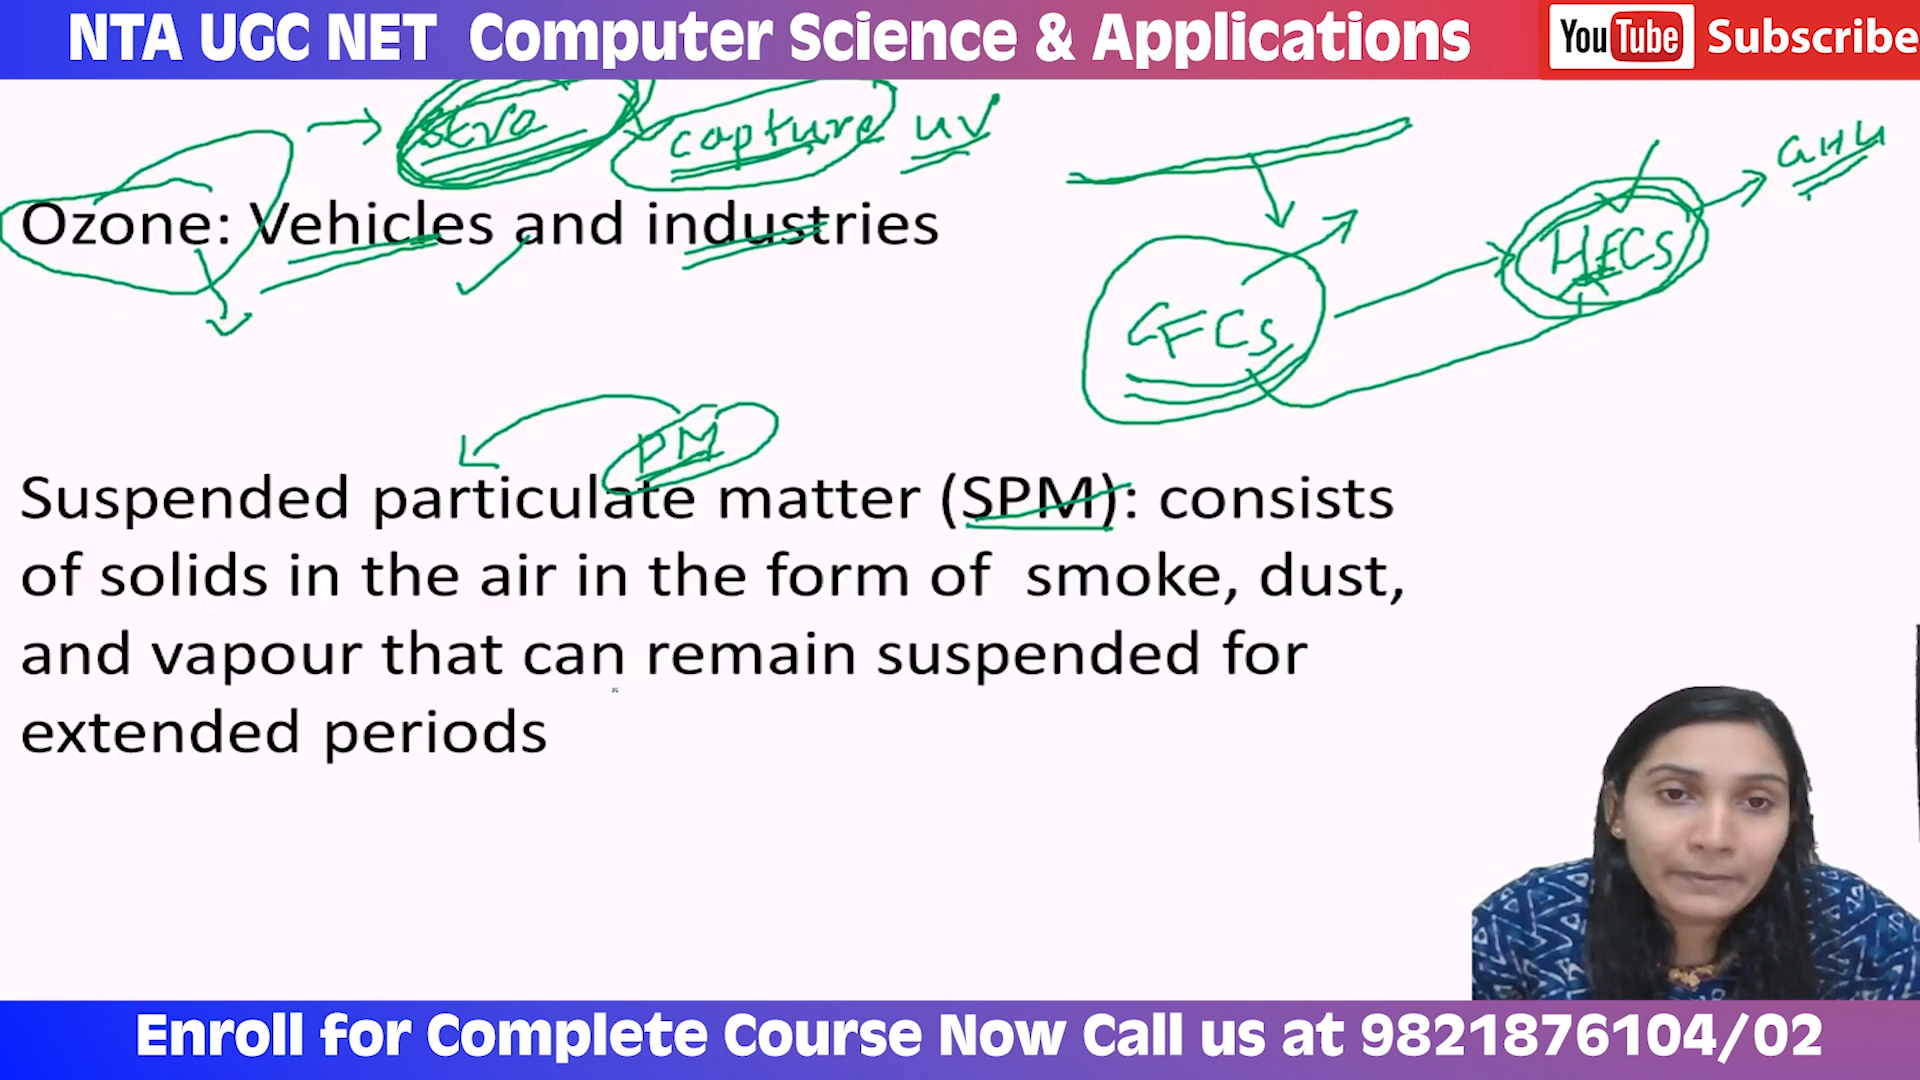 NTA UGC NET Computer Science & Applications
YouTube Subscribe
stra capture uv
Ozone: Vehicles and industries
CFCs
HFCs
PM
Suspended particulate matter (SPM): consists
of solids in the air in the form of smoke, dust,
and vapour that can remain suspended for
extended periods
Enroll for Complete Course Now Call us at 9821876104/02